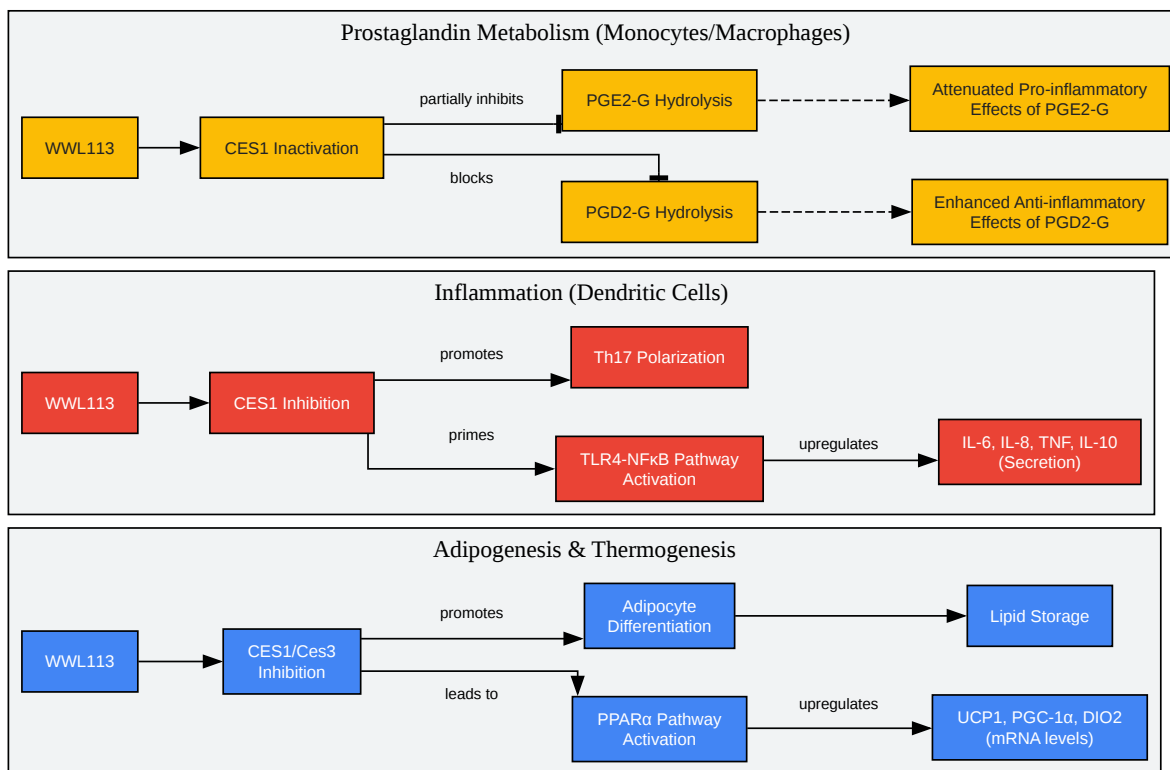 Prostaglandin Metabolism (Monocytes/Macrophages)
WWL113
CES1 Inactivation
partially inhibits
PGE2-G Hydrolysis
Attenuated Pro-inflammatory
Effects of PGE2-G
blocks
PGD2-G Hydrolysis
Enhanced Anti-inflammatory
Effects of PGD2-G
Inflammation (Dendritic Cells)
WWL113
CES1 Inhibition
promotes
Th17 Polarization
primes
TLR4-NFκB Pathway
Activation
upregulates
IL-6, IL-8, TNF, IL-10
(Secretion)
Adipogenesis & Thermogenesis
WWL113
CES1/Ces3
Inhibition
promotes
Adipocyte
Differentiation
Lipid Storage
leads to
PPARα Pathway
Activation
upregulates
UCP1, PGC-1α, DIO2
(mRNA levels)